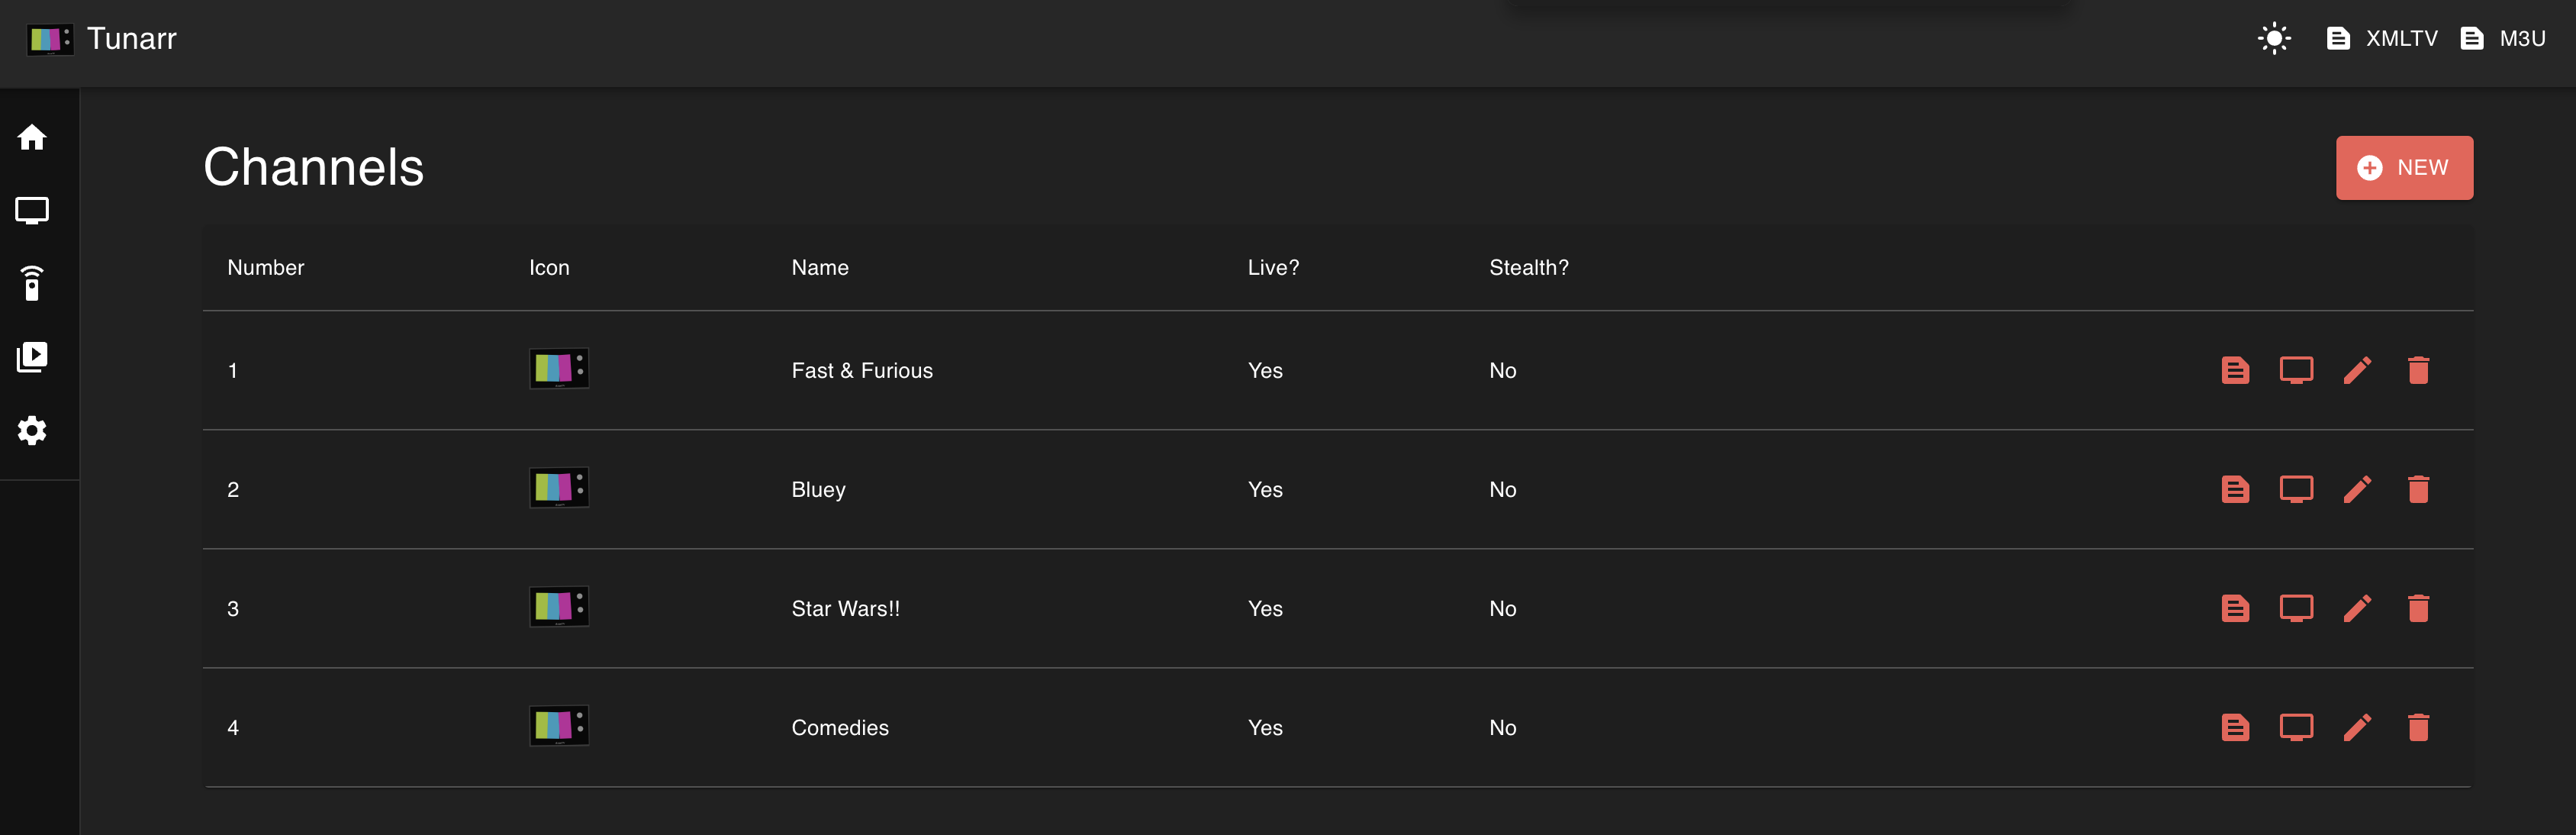 Tunarr XMLTV M3U
Channels NEW
Number Icon Name Live? Stealth?
1 Fast & Furious Yes No
2 Bluey Yes No
3 Star Wars!! Yes No
4 Comedies Yes No